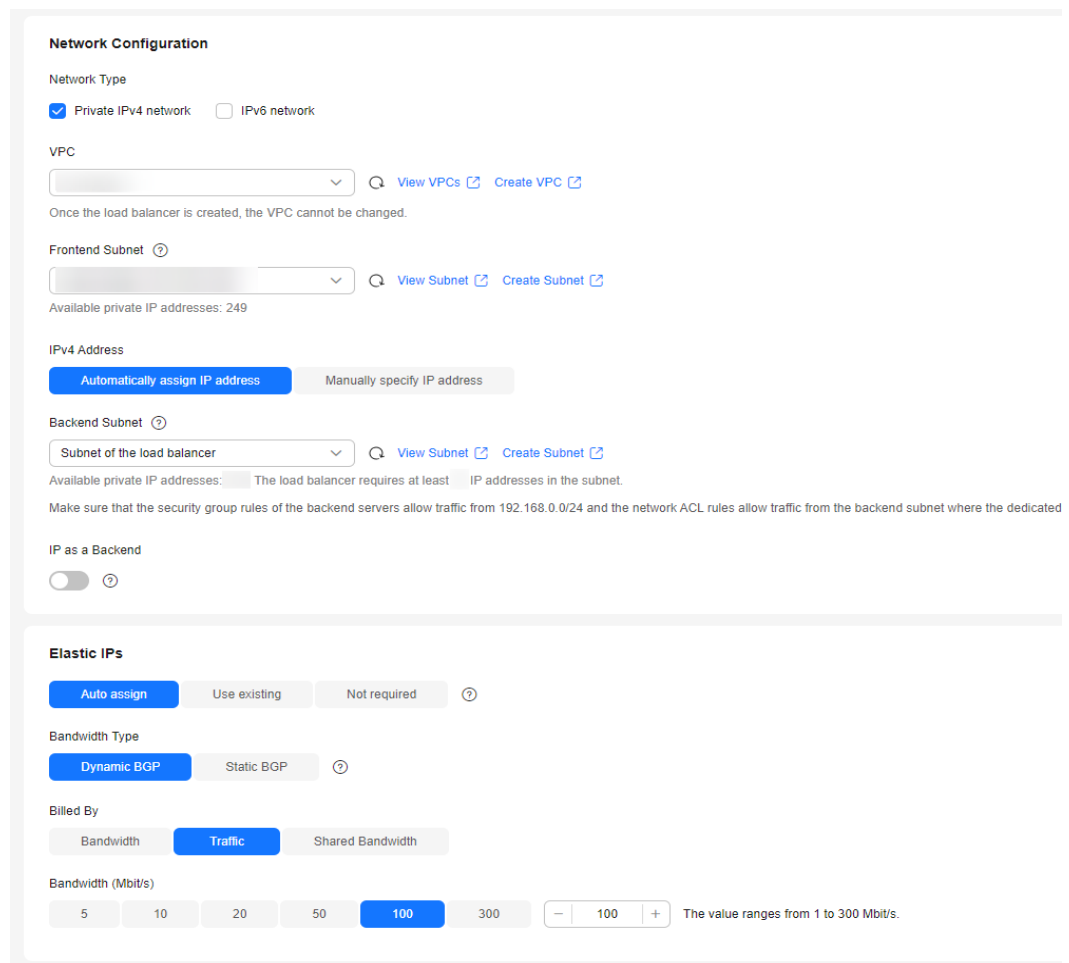 Network Configuration
Network Type
Private IPv4 network IPv6 network
VPC
View VPCs Create VPC
Once the load balancer is created, the VPC cannot be changed.
Frontend Subnet ?
View Subnet Create Subnet
Available private IP addresses: 249
IPv4 Address
Automatically assign IP address Manually specify IP address
Backend Subnet ?
Subnet of the load balancer View Subnet Create Subnet
Available private IP addresses: The load balancer requires at least IP addresses in the subnet.
Make sure that the security group rules of the backend servers allow traffic from 192.168.0.0/24 and the network ACL rules allow traffic from the backend subnet where the dedicated
IP as a Backend
?
Elastic IPs
Auto assign Use existing Not required ?
Bandwidth Type
Dynamic BGP Static BGP ?
Billed By
Bandwidth Traffic Shared Bandwidth
Bandwidth (Mbit/s)
5 10 20 50 100 300 − 100 + The value ranges from 1 to 300 Mbit/s.